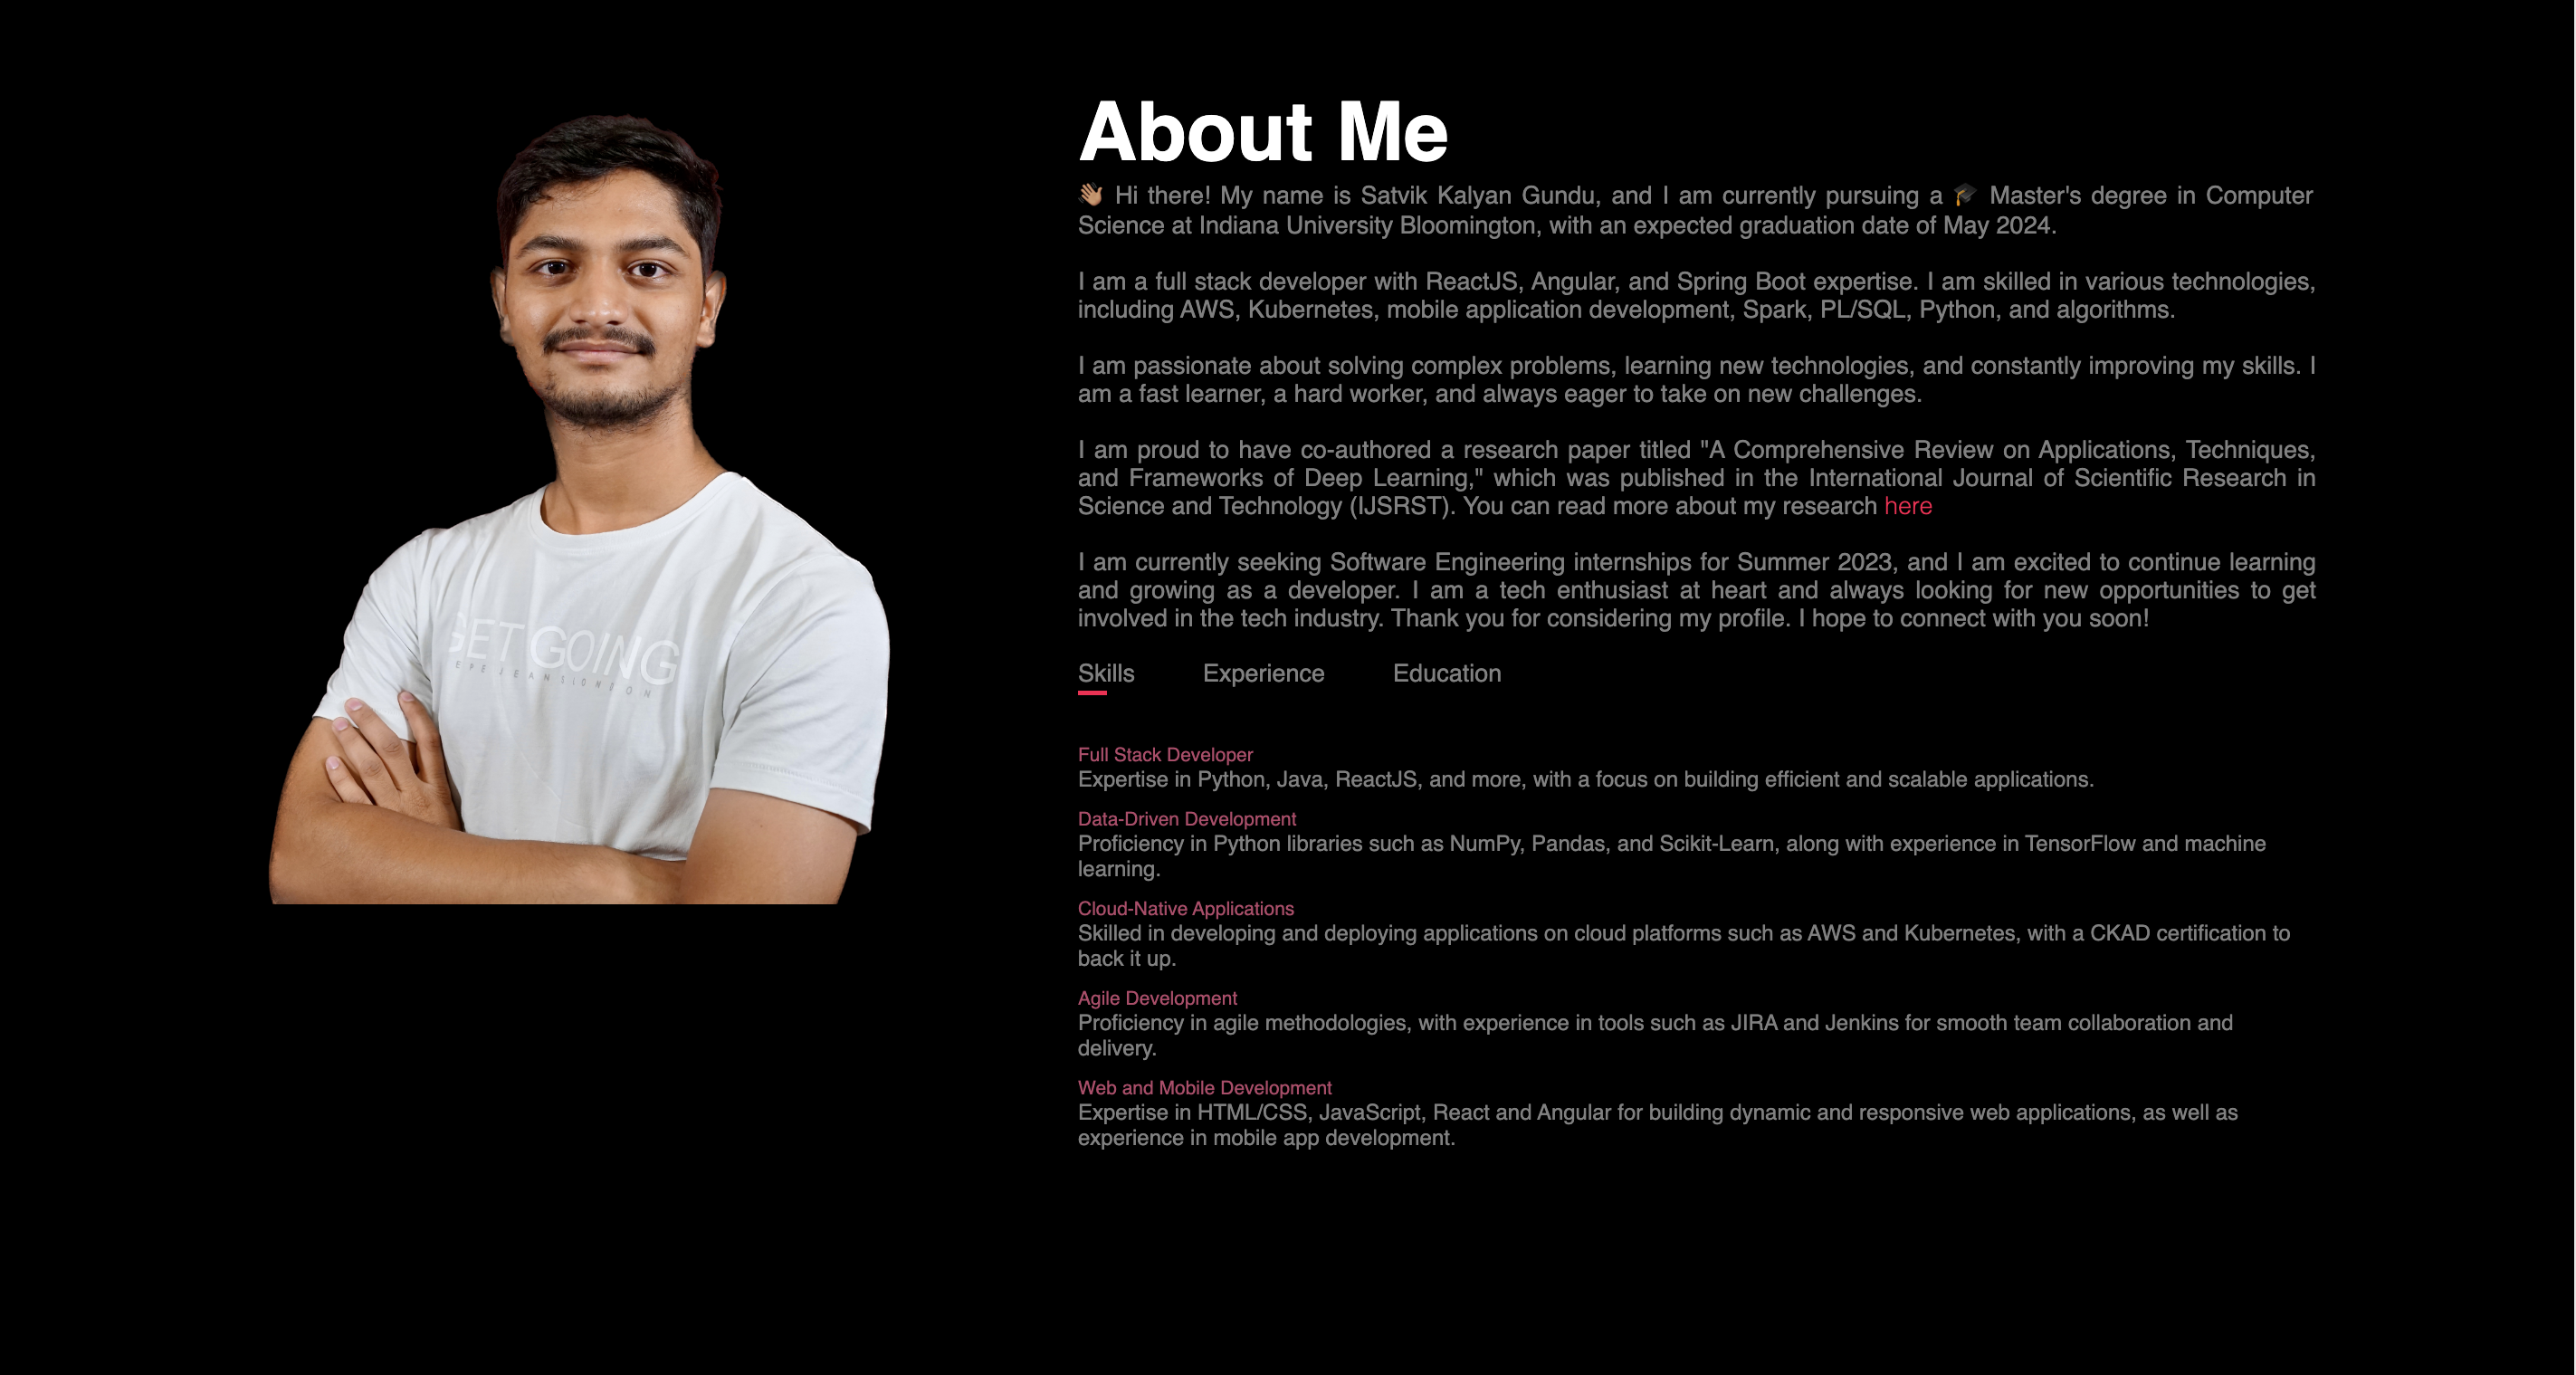 About Me
👋🏽 Hi there! My name is Satvik Kalyan Gundu, and I am currently pursuing a 🎓 Master's degree in Computer
Science at Indiana University Bloomington, with an expected graduation date of May 2024.
I am a full stack developer with ReactJS, Angular, and Spring Boot expertise. I am skilled in various technologies,
including AWS, Kubernetes, mobile application development, Spark, PL/SQL, Python, and algorithms.
I am passionate about solving complex problems, learning new technologies, and constantly improving my skills. I
am a fast learner, a hard worker, and always eager to take on new challenges.
I am proud to have co-authored a research paper titled "A Comprehensive Review on Applications, Techniques,
and Frameworks of Deep Learning," which was published in the International Journal of Scientific Research in
Science and Technology (IJSRST). You can read more about my research here
I am currently seeking Software Engineering internships for Summer 2023, and I am excited to continue learning
and growing as a developer. I am a tech enthusiast at heart and always looking for new opportunities to get
involved in the tech industry. Thank you for considering my profile. I hope to connect with you soon!
Skills Experience Education
Full Stack Developer
Expertise in Python, Java, ReactJS, and more, with a focus on building efficient and scalable applications.
Data-Driven Development
Proficiency in Python libraries such as NumPy, Pandas, and Scikit-Learn, along with experience in TensorFlow and machine
learning.
Cloud-Native Applications
Skilled in developing and deploying applications on cloud platforms such as AWS and Kubernetes, with a CKAD certification to
back it up.
Agile Development
Proficiency in agile methodologies, with experience in tools such as JIRA and Jenkins for smooth team collaboration and
delivery.
Web and Mobile Development
Expertise in HTML/CSS, JavaScript, React and Angular for building dynamic and responsive web applications, as well as
experience in mobile app development.
GET GOING